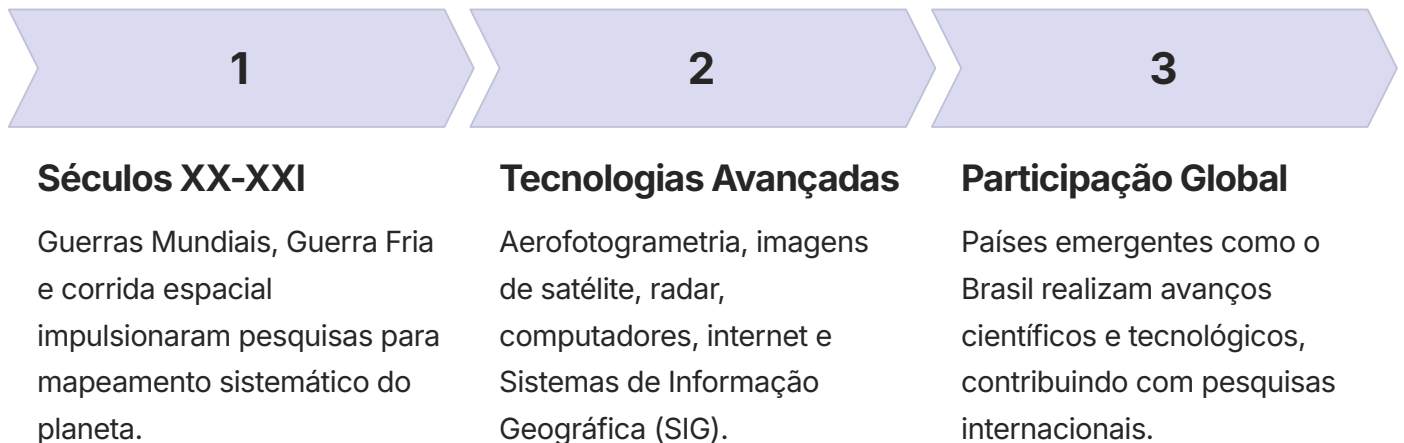 1
Séculos XX-XXI
Guerras Mundiais, Guerra Fria
e corrida espacial
impulsionaram pesquisas para
mapeamento sistemático do
planeta.
2
Tecnologias Avançadas
Aerofotogrametria, imagens
de satélite, radar,
computadores, internet e
Sistemas de Informação
Geográfica (SIG).
3
Participação Global
Países emergentes como o
Brasil realizam avanços
científicos e tecnológicos,
contribuindo com pesquisas
internacionais.